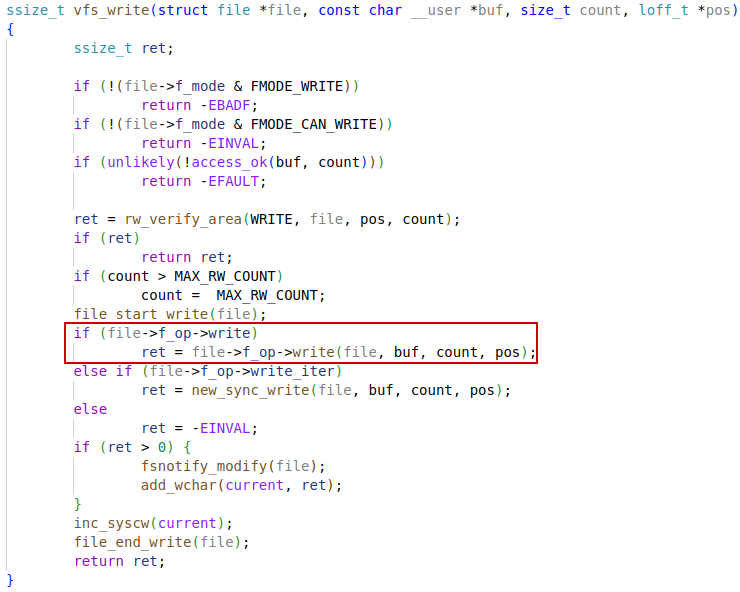 ssize_t vfs_write(struct file *file, const char __user *buf, size_t count, loff_t *pos)
{
ssize_t ret;
if (!(file->f_mode & FMODE_WRITE))
return -EBADF;
if (!(file->f_mode & FMODE_CAN_WRITE))
return -EINVAL;
if (unlikely(!access_ok(buf, count)))
return -EFAULT;
ret = rw_verify_area(WRITE, file, pos, count);
if (ret)
return ret;
if (count > MAX_RW_COUNT)
count =  MAX_RW_COUNT;
file_start_write(file);
if (file->f_op->write)
ret = file->f_op->write(file, buf, count, pos);
else if (file->f_op->write_iter)
ret = new_sync_write(file, buf, count, pos);
else
ret = -EINVAL;
if (ret > 0) {
fsnotify_modify(file);
add_wchar(current, ret);
}
inc_syscw(current);
file_end_write(file);
return ret;
}